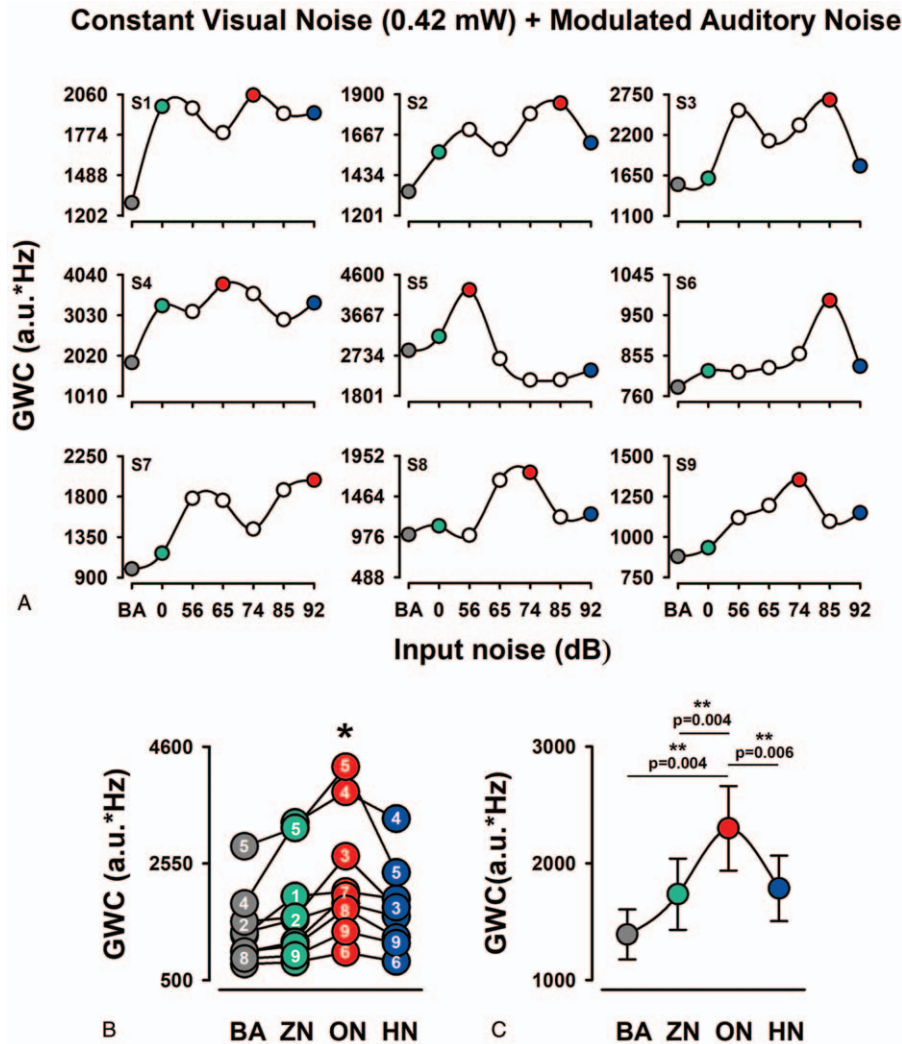 Constant Visual Noise (0.42 mW) + Modulated Auditory Noise
GWC (a.u.*Hz)
S1
2060
1774
1488
1202
S2
1900
1667
1434
1201
S3
2750
2200
1650
1100
S4
4040
3030
2020
1010
S5
4600
3667
2734
1801
S6
1045
950
855
760
S7
2250
1800
1350
900
S8
1952
1464
976
488
S9
1500
1250
1000
750
A
BA 0 56 65 74 85 92
BA 0 56 65 74 85 92
BA 0 56 65 74 85 92
Input noise (dB)
GWC (a.u.*Hz)
4600
2550
500
*
5
4
2
8
5
1
2
9
5
4
3
7
8
9
6
4
5
3
9
6
B
BA ZN ON HN
GWC(a.u.*Hz)
3000
2000
1000
**
p=0.004
**
p=0.004
**
p=0.006
C
BA ZN ON HN